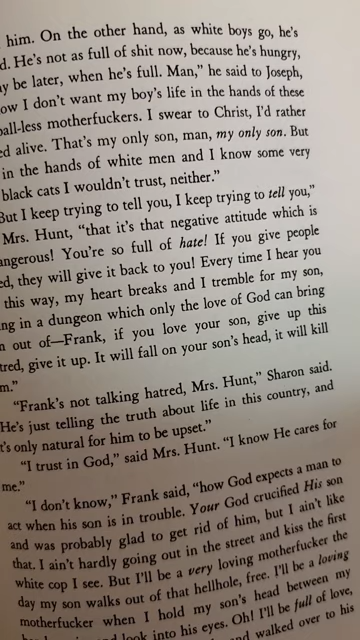 him. On the other hand, as white boys go, he's
d. He's not as full of shit now, because he's hungry,
y be later, when he's full. Man," he said to Joseph,
ow I don't want my boy's life in the hands of these
ball-less motherfuckers. I swear to Christ, I'd rather
ed alive. That's my only son, man, my only son. But
in the hands of white men and I know some very
black cats I wouldn't trust, neither."
But I keep trying to tell you, I keep trying to tell you,"
Mrs. Hunt, "that it's that negative attitude which is
angerous! You're so full of hate! If you give people
ed, they will give it back to you! Every time I hear you
this way, my heart breaks and I tremble for my son,
ng in a dungeon which only the love of God can bring
n out of—Frank, if you love your son, give up this
tred, give it up. It will fall on your son's head, it will kill
m."
"Frank's not talking hatred, Mrs. Hunt," Sharon said.
He's just telling the truth about life in this country, and
t's only natural for him to be upset."
"I trust in God," said Mrs. Hunt. "I know He cares for
me."
"I don't know," Frank said, "how God expects a man to
act when his son is in trouble. Your God crucified His son
and was probably glad to get rid of him, but I ain't like
that. I ain't hardly going out in the street and kiss the first
white cop I see. But I'll be a very loving motherfucker the
day my son walks out of that hellhole, free. I'll be a loving
motherfucker when I hold my son's head between my
look into his eyes. Oh! I'll be full of love,
and walked over to his